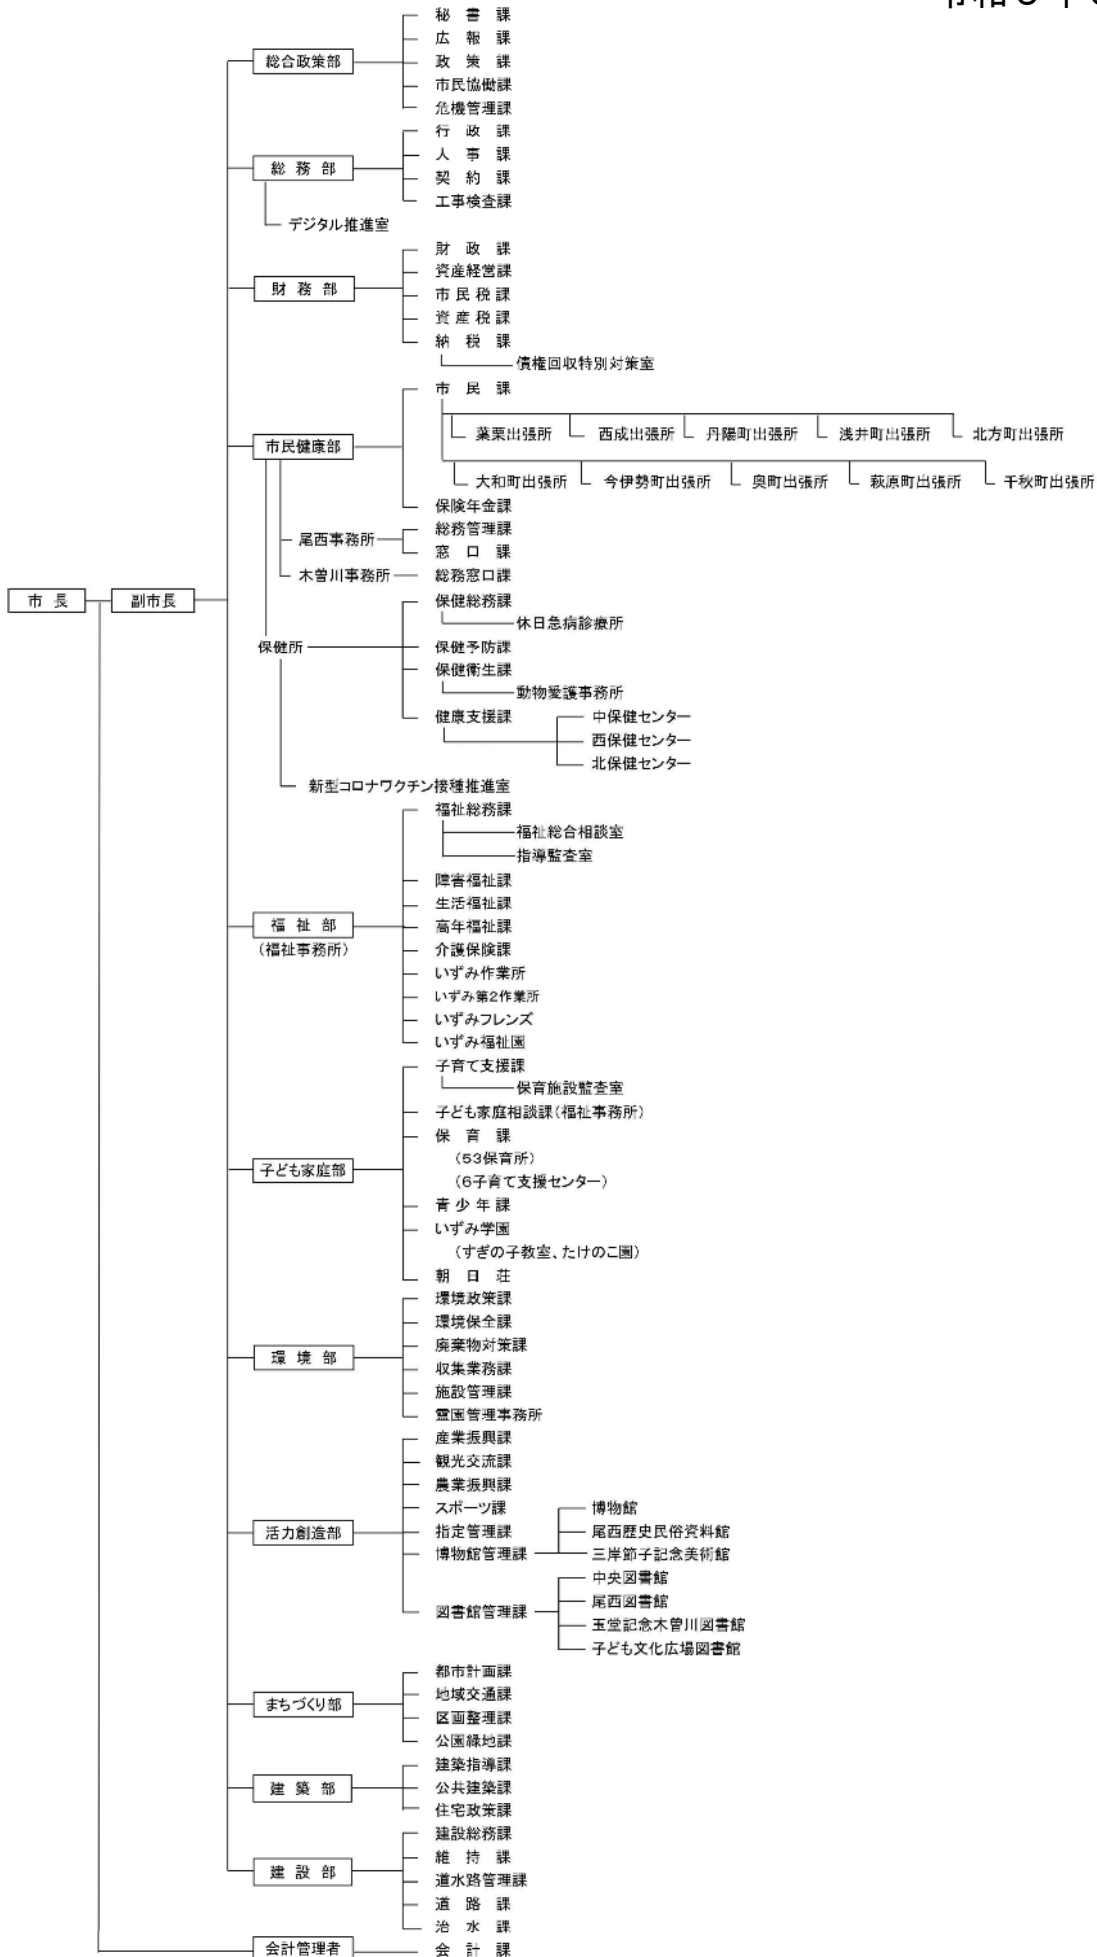 秘書課
広報課
総合政策部
政策課
市民協働課
危機管理課
行政課
人事課
総務部
契約課
工事検査課
デジタル推進室
財政課
資産経営課
財務部
市民税課
資産税課
納税課
債権回収特別対策室
市民課
葉栗出張所 西成出張所 丹陽町出張所 浅井町出張所 北方町出張所
市民健康部
大和町出張所 今伊勢町出張所 奥町出張所 萩原町出張所 千秋町出張所
保険年金課
総務管理課
尾西事務所
窓口課
木曽川事務所 総務窓口課
市長 副市長
保健総務課
休日急病診療所
保健所 保健予防課
保健衛生課
動物愛護事務所
健康支援課 中保健センター
西保健センター
北保健センター
新型コロナワクチン接種推進室
福祉総務課
福祉総合相談室
指導監査室
障害福祉課
生活福祉課
福祉部 高年福祉課
(福祉事務所) 介護保険課
いずみ作業所
いずみ第2作業所
いずみフレンズ
いずみ福祉園
子育て支援課
保育施設監査室
子ども家庭相談課(福祉事務所)
保育課
(53保育所)
子ども家庭部
(6子育て支援センター)
青少年課
いずみ学園
(すぎの子教室、たけのこ園)
朝日荘
環境政策課
環境保全課
廃棄物対策課
環境部
収集業務課
施設管理課
霊園管理事務所
産業振興課
観光交流課
農業振興課
スポーツ課 博物館
活力創造部 指定管理課 尾西歴史民俗資料館
博物館管理課 三岸節子記念美術館
中央図書館
尾西図書館
図書館管理課
玉堂記念木曽川図書館
子ども文化広場図書館
都市計画課
地域交通課
まちづくり部
区画整理課
公園緑地課
建築指導課
建築部 公共建築課
住宅政策課
建設総務課
維持課
建設部
道水路管理課
道路課
治水課
会計管理者 会計課